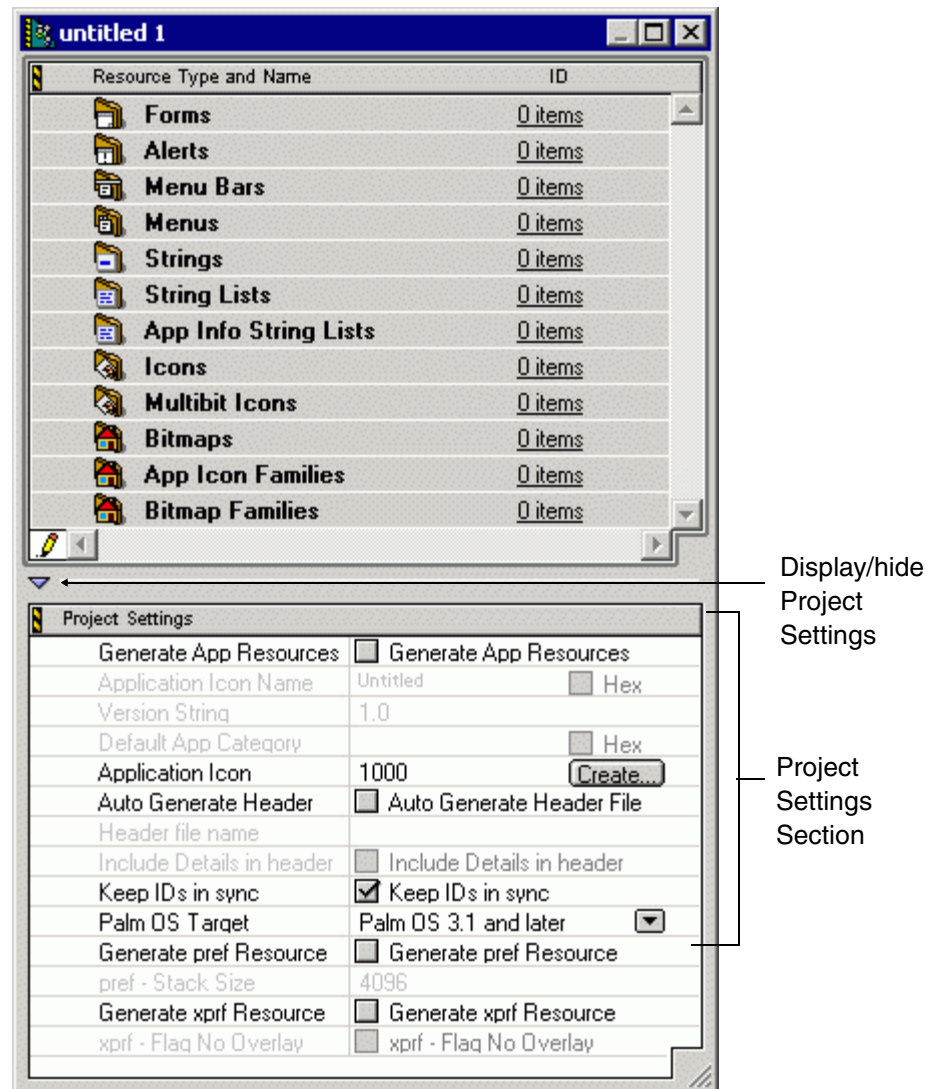 untitled 1
Resource Type and Name ID
Forms 0 items
Alerts 0 items
Menu Bars 0 items
Menus 0 items
Strings 0 items
String Lists 0 items
App Info String Lists 0 items
Icons 0 items
Multibit Icons 0 items
Bitmaps 0 items
App Icon Families 0 items
Bitmap Families 0 items
Display/hide
Project
Settings
Project Settings
Generate App Resources Generate App Resources
Application Icon Name Untitled Hex
Version String 1.0
Default App Category Hex
Application Icon 1000 Create...
Auto Generate Header Auto Generate Header File
Header file name
Include Details in header Include Details in header
Keep IDs in sync Keep IDs in sync
Palm OS Target Palm OS 3.1 and later
Generate pref Resource Generate pref Resource
pref - Stack Size 4096
Generate xprf Resource Generate xprf Resource
xprf - Flag No Overlay xprf - Flag No Overlay
Project
Settings
Section